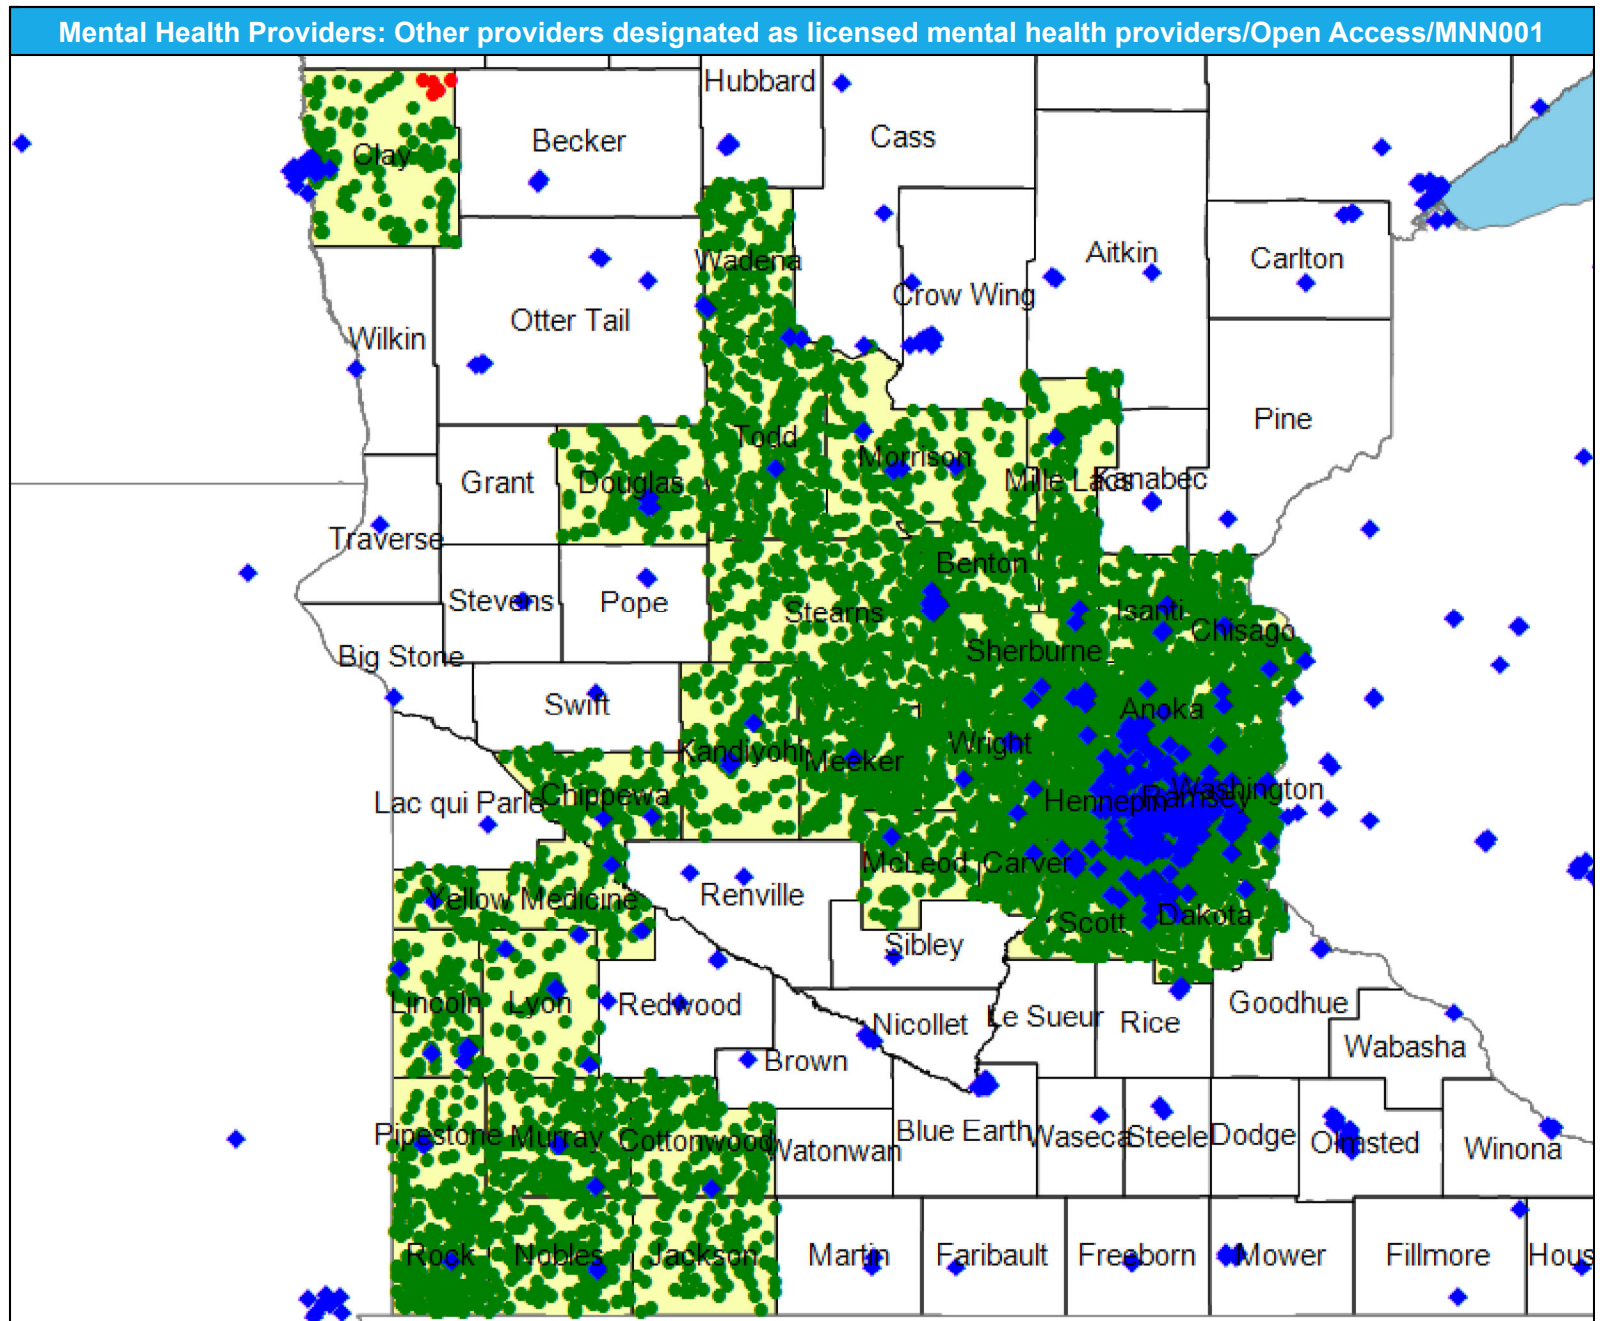 Mental Health Providers: Other providers designated as licensed mental health providers/Open Access/MNN001
Hubbard
Becker
Cass
Clay
Wadena
Aitkin
Carlton
Crow Wing
Otter Tail
Wilkin
Pine
Todd
Morrison
Grant
Douglas
Mille Lacs
Kanabec
Traverse
Benton
Stevens
Pope
Stearns
Isanti
Chisago
Big Stone
Sherburne
Swift
Anoka
Wright
Kandiyohi
Meeker
Lac qui Parle
Chippewa
Hennepin
Ramsey
Washington
McLeod
Carver
Yellow Medicine
Renville
Scott
Dakota
Sibley
Lincoln
Lyon
Redwood
Nicollet
Le Sueur
Rice
Goodhue
Wabasha
Brown
Pipestone
Murray
Cottonwood
Watonwan
Blue Earth
Waseca
Steele
Dodge
Olmsted
Winona
Rock
Nobles
Jackson
Martin
Faribault
Freeborn
Mower
Fillmore
Hous